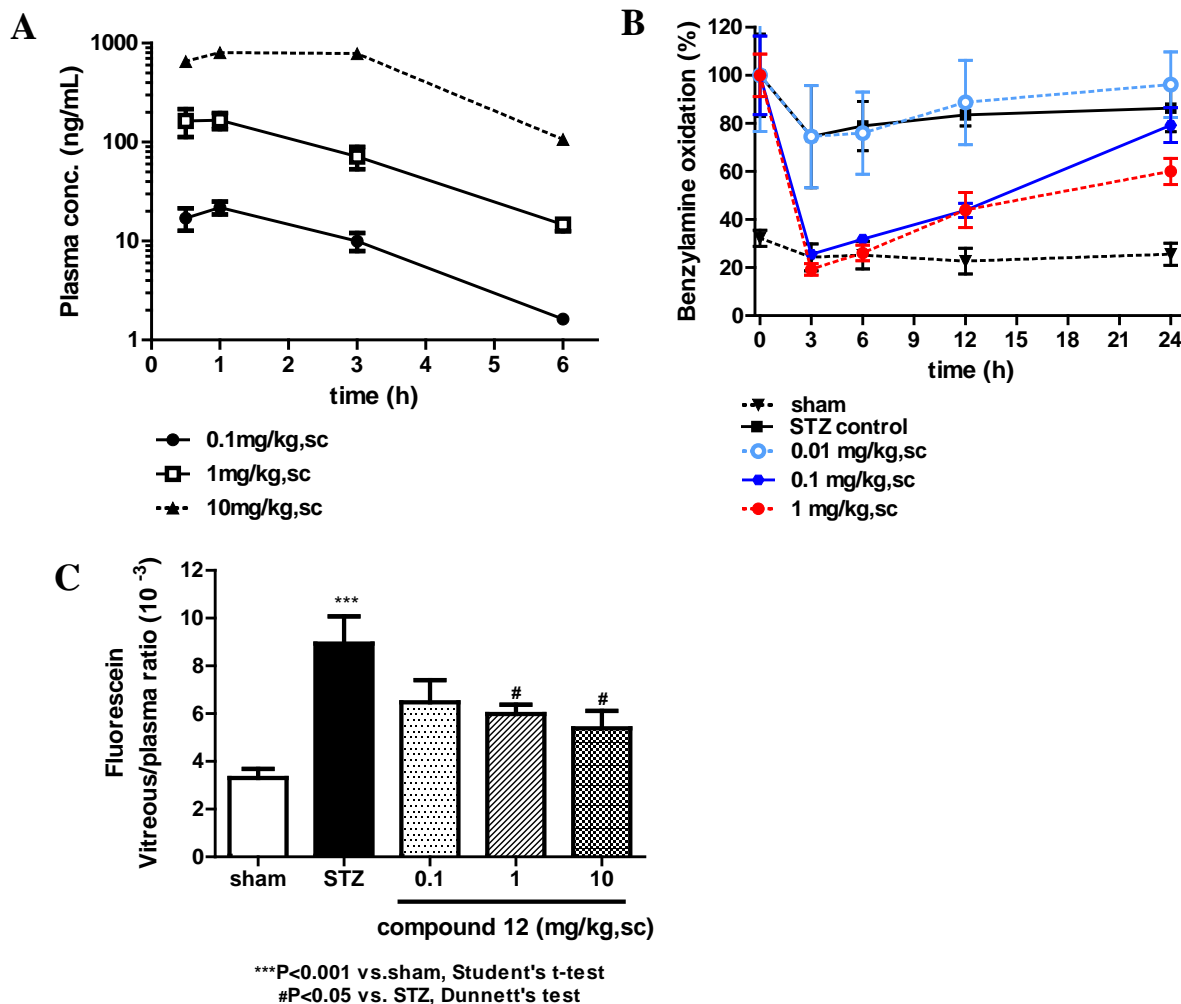 A
Plasma conc. (ng/mL)
1000
100
10
1
0 1 2 3 4 5 6
time (h)
0.1mg/kg,sc
1mg/kg,sc
10mg/kg,sc
B
Benzylamine oxidation (%)
120
100
80
60
40
20
0
0 3 6 9 12 15 18 21 24
time (h)
sham
STZ control
0.01 mg/kg,sc
0.1 mg/kg,sc
1 mg/kg,sc
C
Fluorescein
Vitreous/plasma ratio (10 -3)
12
10
8
6
4
2
0
***
#
#
sham STZ 0.1 1 10
compound 12 (mg/kg,sc)
***P<0.001 vs.sham, Student's t-test
#P<0.05 vs. STZ, Dunnett's test